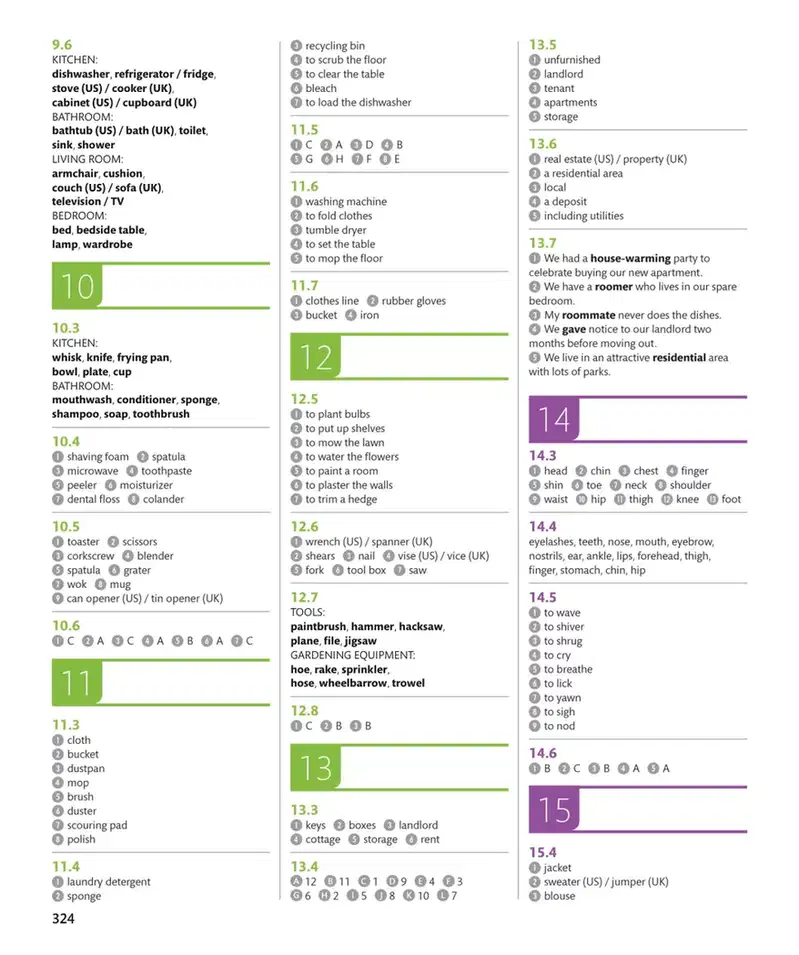 9.6
KITCHEN:
dishwasher, refrigerator / fridge,
stove (US) / cooker (UK),
cabinet (US) / cupboard (UK)
BATHROOM:
bathtub (US) / bath (UK), toilet,
sink, shower
LIVING ROOM:
armchair, cushion,
couch (US) / sofa (UK),
television / TV
BEDROOM:
bed, bedside table,
lamp, wardrobe
10
10.3
KITCHEN:
whisk, knife, frying pan,
bowl, plate, cup
BATHROOM:
mouthwash, conditioner, sponge,
shampoo, soap, toothbrush
10.4
1 shaving foam 2 spatula
3 microwave 4 toothpaste
5 peeler 6 moisturizer
7 dental floss 8 colander
10.5
1 toaster 2 scissors
3 corkscrew 4 blender
5 spatula 6 grater
7 wok 8 mug
9 can opener (US) / tin opener (UK)
10.6
1 C 2 A 3 C 4 A 5 B 6 A 7 C
11
11.3
1 cloth
2 bucket
3 dustpan
4 mop
5 brush
6 duster
7 scouring pad
8 polish
11.4
1 laundry detergent
2 sponge
3 recycling bin
4 to scrub the floor
5 to clear the table
6 bleach
7 to load the dishwasher
11.5
1 C 2 A 3 D 4 B
5 G 6 H 7 F 8 E
11.6
1 washing machine
2 to fold clothes
3 tumble dryer
4 to set the table
5 to mop the floor
11.7
1 clothes line 2 rubber gloves
3 bucket 4 iron
12
12.5
1 to plant bulbs
2 to put up shelves
3 to mow the lawn
4 to water the flowers
5 to paint a room
6 to plaster the walls
7 to trim a hedge
12.6
1 wrench (US) / spanner (UK)
2 shears 3 nail 4 vise (US) / vice (UK)
5 fork 6 tool box 7 saw
12.7
TOOLS:
paintbrush, hammer, hacksaw,
plane, file, jigsaw
GARDENING EQUIPMENT:
hoe, rake, sprinkler,
hose, wheelbarrow, trowel
12.8
1 C 2 B 3 B
13
13.3
1 keys 2 boxes 3 landlord
4 cottage 5 storage 6 rent
13.4
A 12 B 11 C 1 D 9 E 4 F 3
G 6 H 2 I 5 J 8 K 10 L 7
13.5
1 unfurnished
2 landlord
3 tenant
4 apartments
5 storage
13.6
1 real estate (US) / property (UK)
2 a residential area
3 local
4 a deposit
5 including utilities
13.7
1 We had a house-warming party to
celebrate buying our new apartment.
2 We have a roomer who lives in our spare
bedroom.
3 My roommate never does the dishes.
4 We gave notice to our landlord two
months before moving out.
5 We live in an attractive residential area
with lots of parks.
14
14.3
1 head 2 chin 3 chest 4 finger
5 shin 6 toe 7 neck 8 shoulder
9 waist 10 hip 11 thigh 12 knee 13 foot
14.4
eyelashes, teeth, nose, mouth, eyebrow,
nostrils, ear, ankle, lips, forehead, thigh,
finger, stomach, chin, hip
14.5
1 to wave
2 to shiver
3 to shrug
4 to cry
5 to breathe
6 to lick
7 to yawn
8 to sigh
9 to nod
14.6
1 B 2 C 3 B 4 A 5 A
15
15.4
1 jacket
2 sweater (US) / jumper (UK)
3 blouse
324